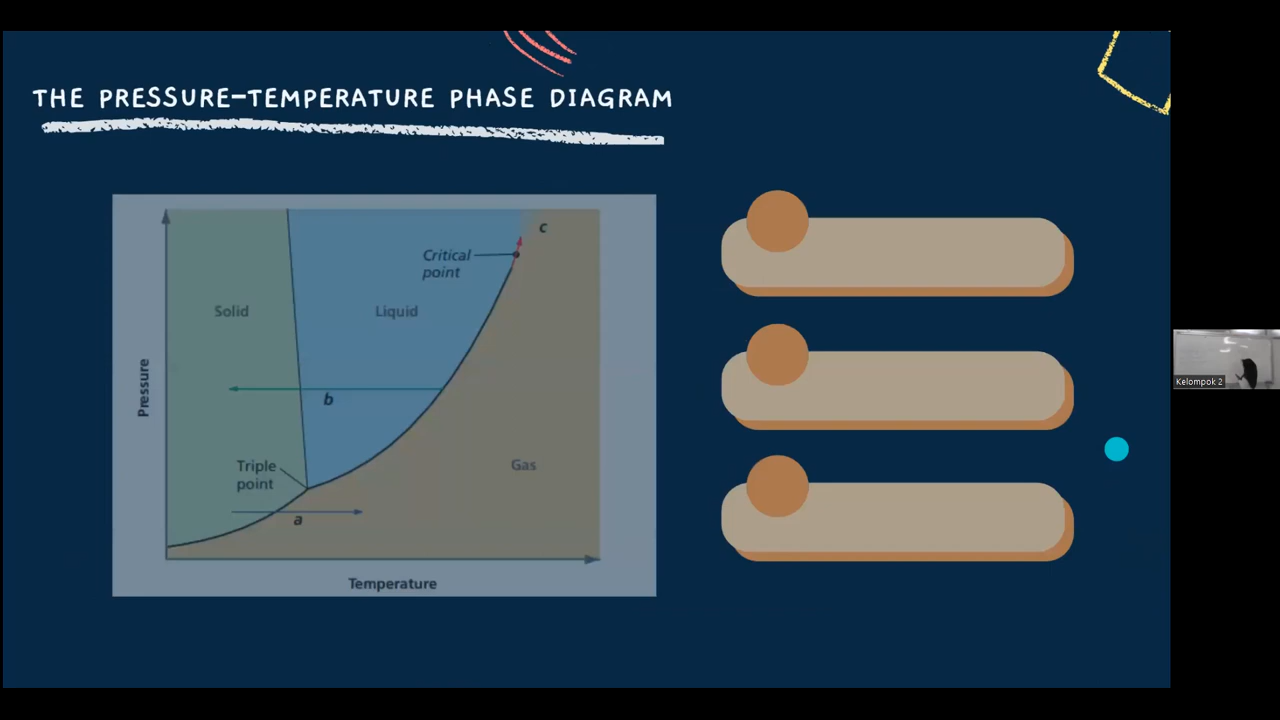 THE PRESSURE-TEMPERATURE PHASE DIAGRAM
c
Critical
point
Solid
Liquid
Pressure
b
Triple
point
Gas
a
Temperature
Kelompok 2